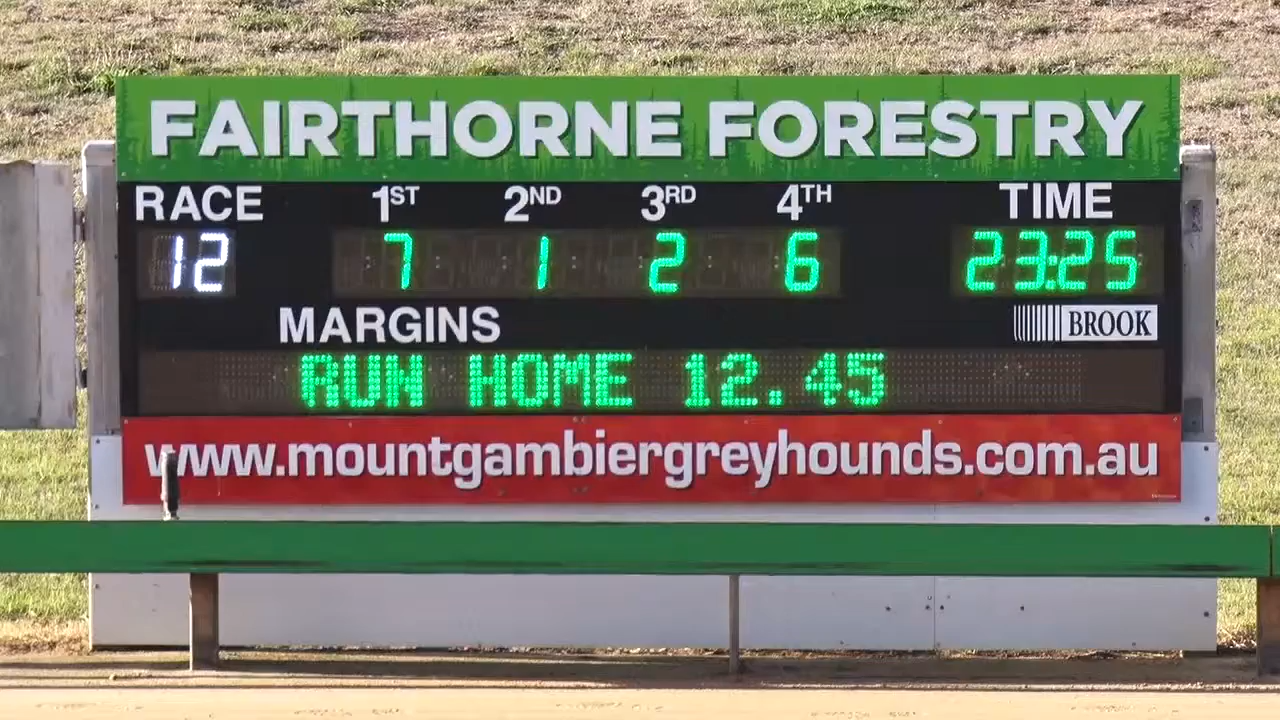 FAIRTHORNE FORESTRY
RACE 1ST 2ND 3RD 4TH TIME
12 7 1 2 6 23:25
MARGINS BROOK
RUN HOME 12.45
www.mountgambiergreyhounds.com.au